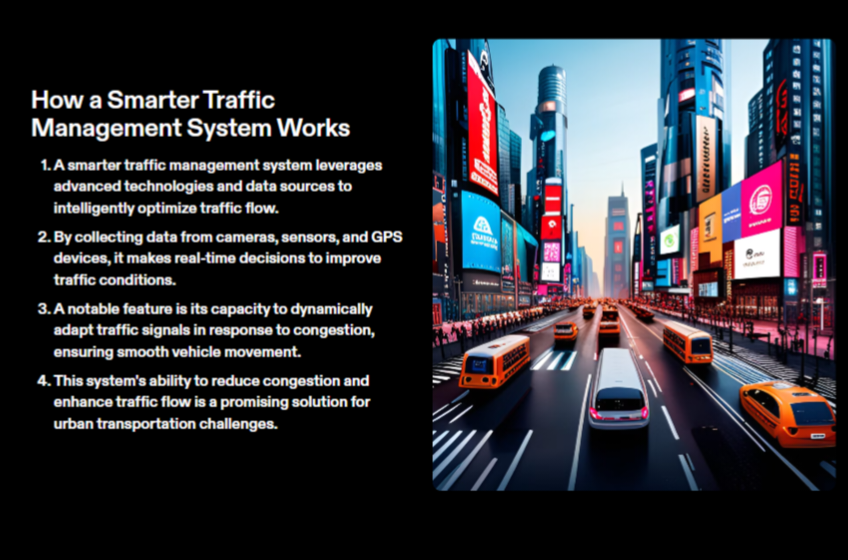 How a Smarter Traffic
Management System Works
1. A smarter traffic management system leverages
advanced technologies and data sources to
intelligently optimize traffic flow.
2. By collecting data from cameras, sensors, and GPS
devices, it makes real-time decisions to improve
traffic conditions.
3. A notable feature is its capacity to dynamically
adapt traffic signals in response to congestion,
ensuring smooth vehicle movement.
4. This system's ability to reduce congestion and
enhance traffic flow is a promising solution for
urban transportation challenges.